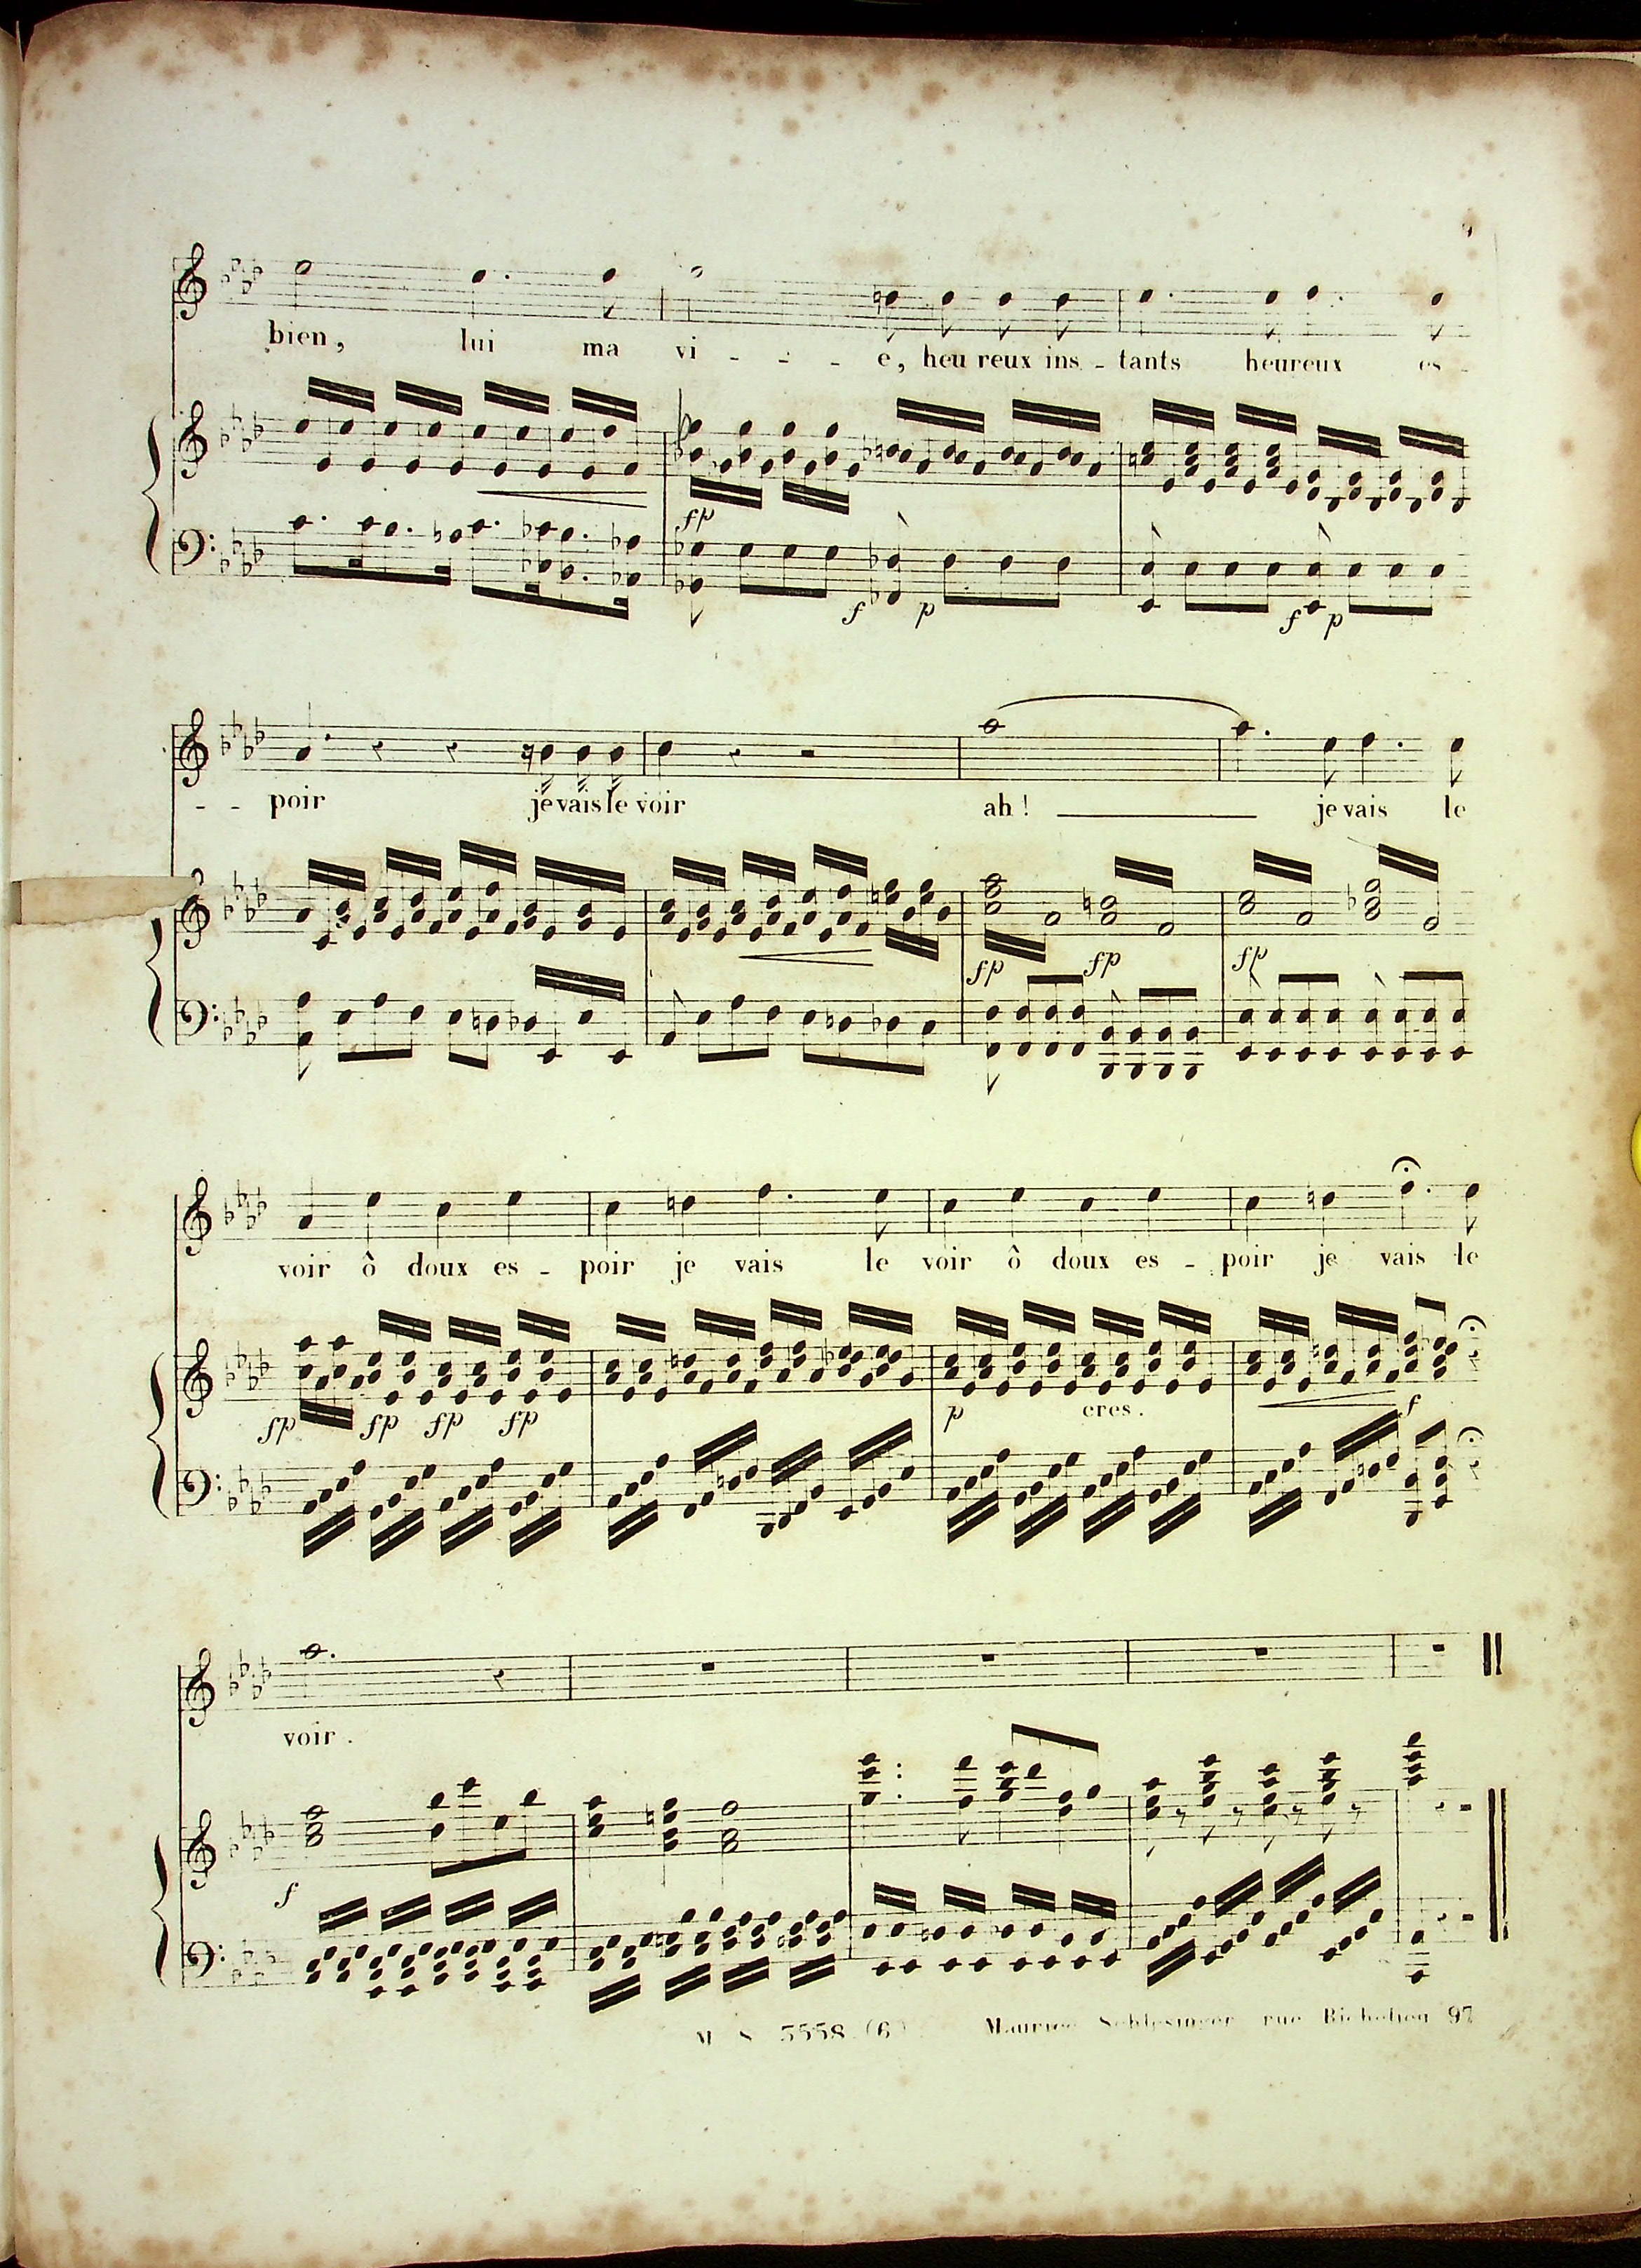 bien, lui ma vi - - - e, heu reux ins - tants heureux es -
fp f p f p
- - poir je vais le voir ah ! je vais le
fp fp fp
voir ô doux es - poir je vais le voir ô doux es - poir je vais le
fp fp fp fp p cres. f
voir.
f
M S 3558 (6) Maurice Schlesinger rue Richelieu 97